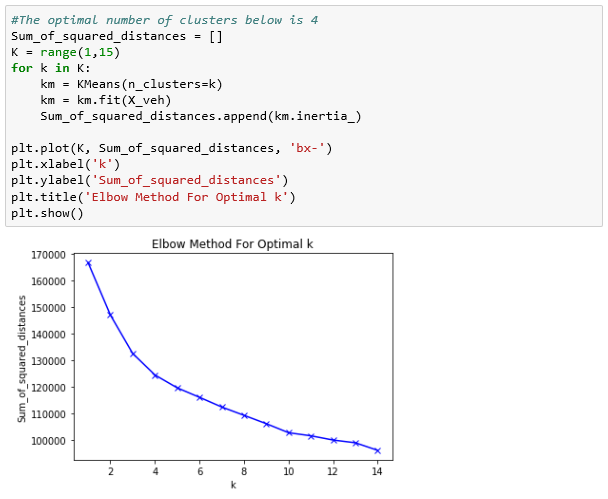 #The optimal number of clusters below is 4
Sum_of_squared_distances = []
K = range(1,15)
for k in K:
    km = KMeans(n_clusters=k)
    km = km.fit(X_veh)
    Sum_of_squared_distances.append(km.inertia_)

plt.plot(K, Sum_of_squared_distances, 'bx-')
plt.xlabel('k')
plt.ylabel('Sum_of_squared_distances')
plt.title('Elbow Method For Optimal k')
plt.show()
Elbow Method For Optimal k
Sum_of_squared_distances
170000
160000
150000
140000
130000
120000
110000
100000
2 4 6 8 10 12 14
k